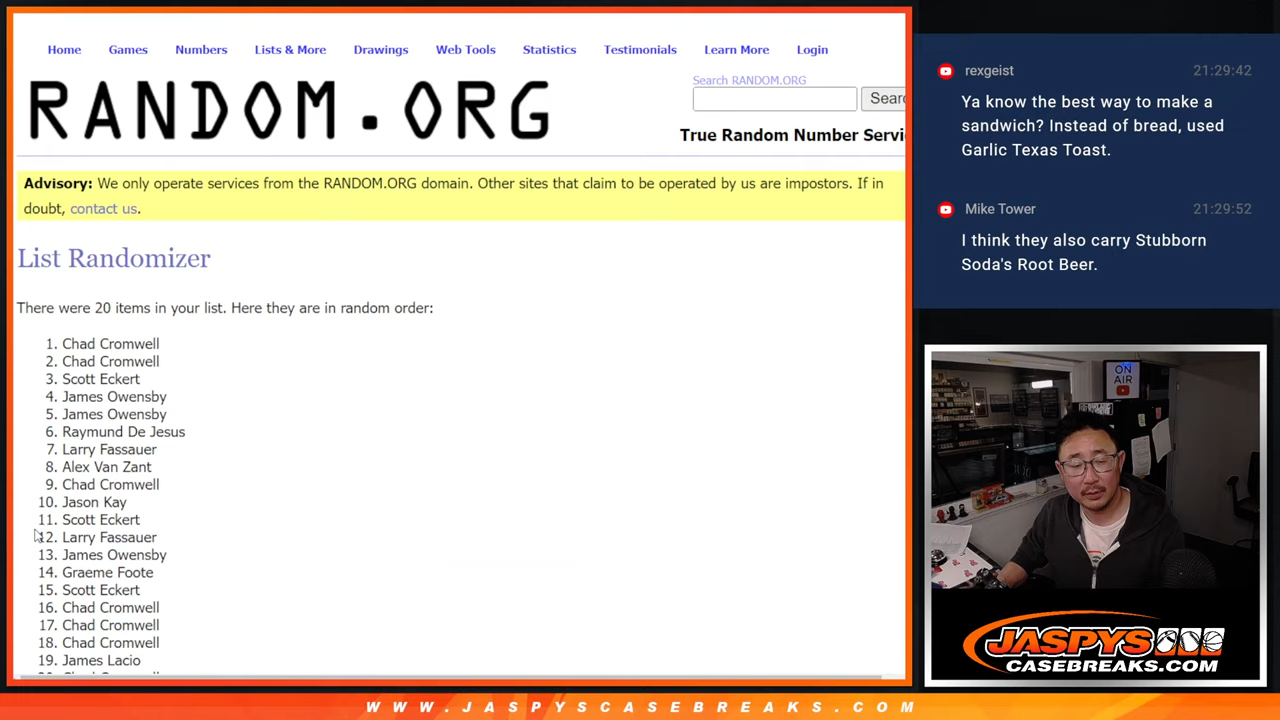 Home Games Numbers Lists & More Drawings Web Tools Statistics Testimonials Learn More Login
RANDOM.ORG
Search RANDOM.ORG
Sear
True Random Number Servi
Advisory: We only operate services from the RANDOM.ORG domain. Other sites that claim to be operated by us are impostors. If in
doubt, contact us.
List Randomizer
There were 20 items in your list. Here they are in random order:
1. Chad Cromwell
2. Chad Cromwell
3. Scott Eckert
4. James Owensby
5. James Owensby
6. Raymund De Jesus
7. Larry Fassauer
8. Alex Van Zant
9. Chad Cromwell
10. Jason Kay
11. Scott Eckert
12. Larry Fassauer
13. James Owensby
14. Graeme Foote
15. Scott Eckert
16. Chad Cromwell
17. Chad Cromwell
18. Chad Cromwell
19. James Lacio
rexgeist 21:29:42
Ya know the best way to make a
sandwich? Instead of bread, used
Garlic Texas Toast.
Mike Tower 21:29:52
I think they also carry Stubborn
Soda's Root Beer.
ON
AIR
JASPYS
CASEBREAKS.COM
WWW.JASPYSCASEBREAKS.COM